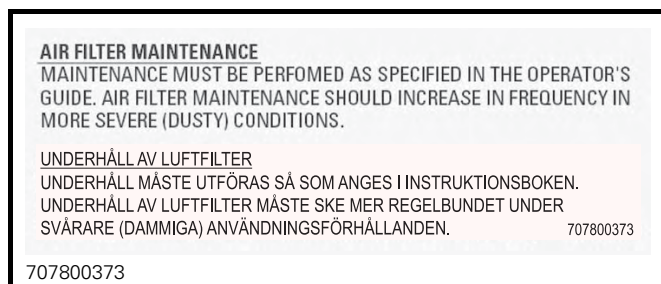 AIR FILTER MAINTENANCE
MAINTENANCE MUST BE PERFOMED AS SPECIFIED IN THE OPERATOR'S
GUIDE. AIR FILTER MAINTENANCE SHOULD INCREASE IN FREQUENCY IN
MORE SEVERE (DUSTY) CONDITIONS.
UNDERHÅLL AV LUFTFILTER
UNDERHÅLL MÅSTE UTFÖRAS SÅ SOM ANGES I INSTRUKTIONSBOKEN.
UNDERHÅLL AV LUFTFILTER MÅSTE SKE MER REGELBUNDET UNDER
SVÅRARE (DAMMIGA) ANVÄNDNINGSFÖRHÅLLANDEN. 707800373
707800373